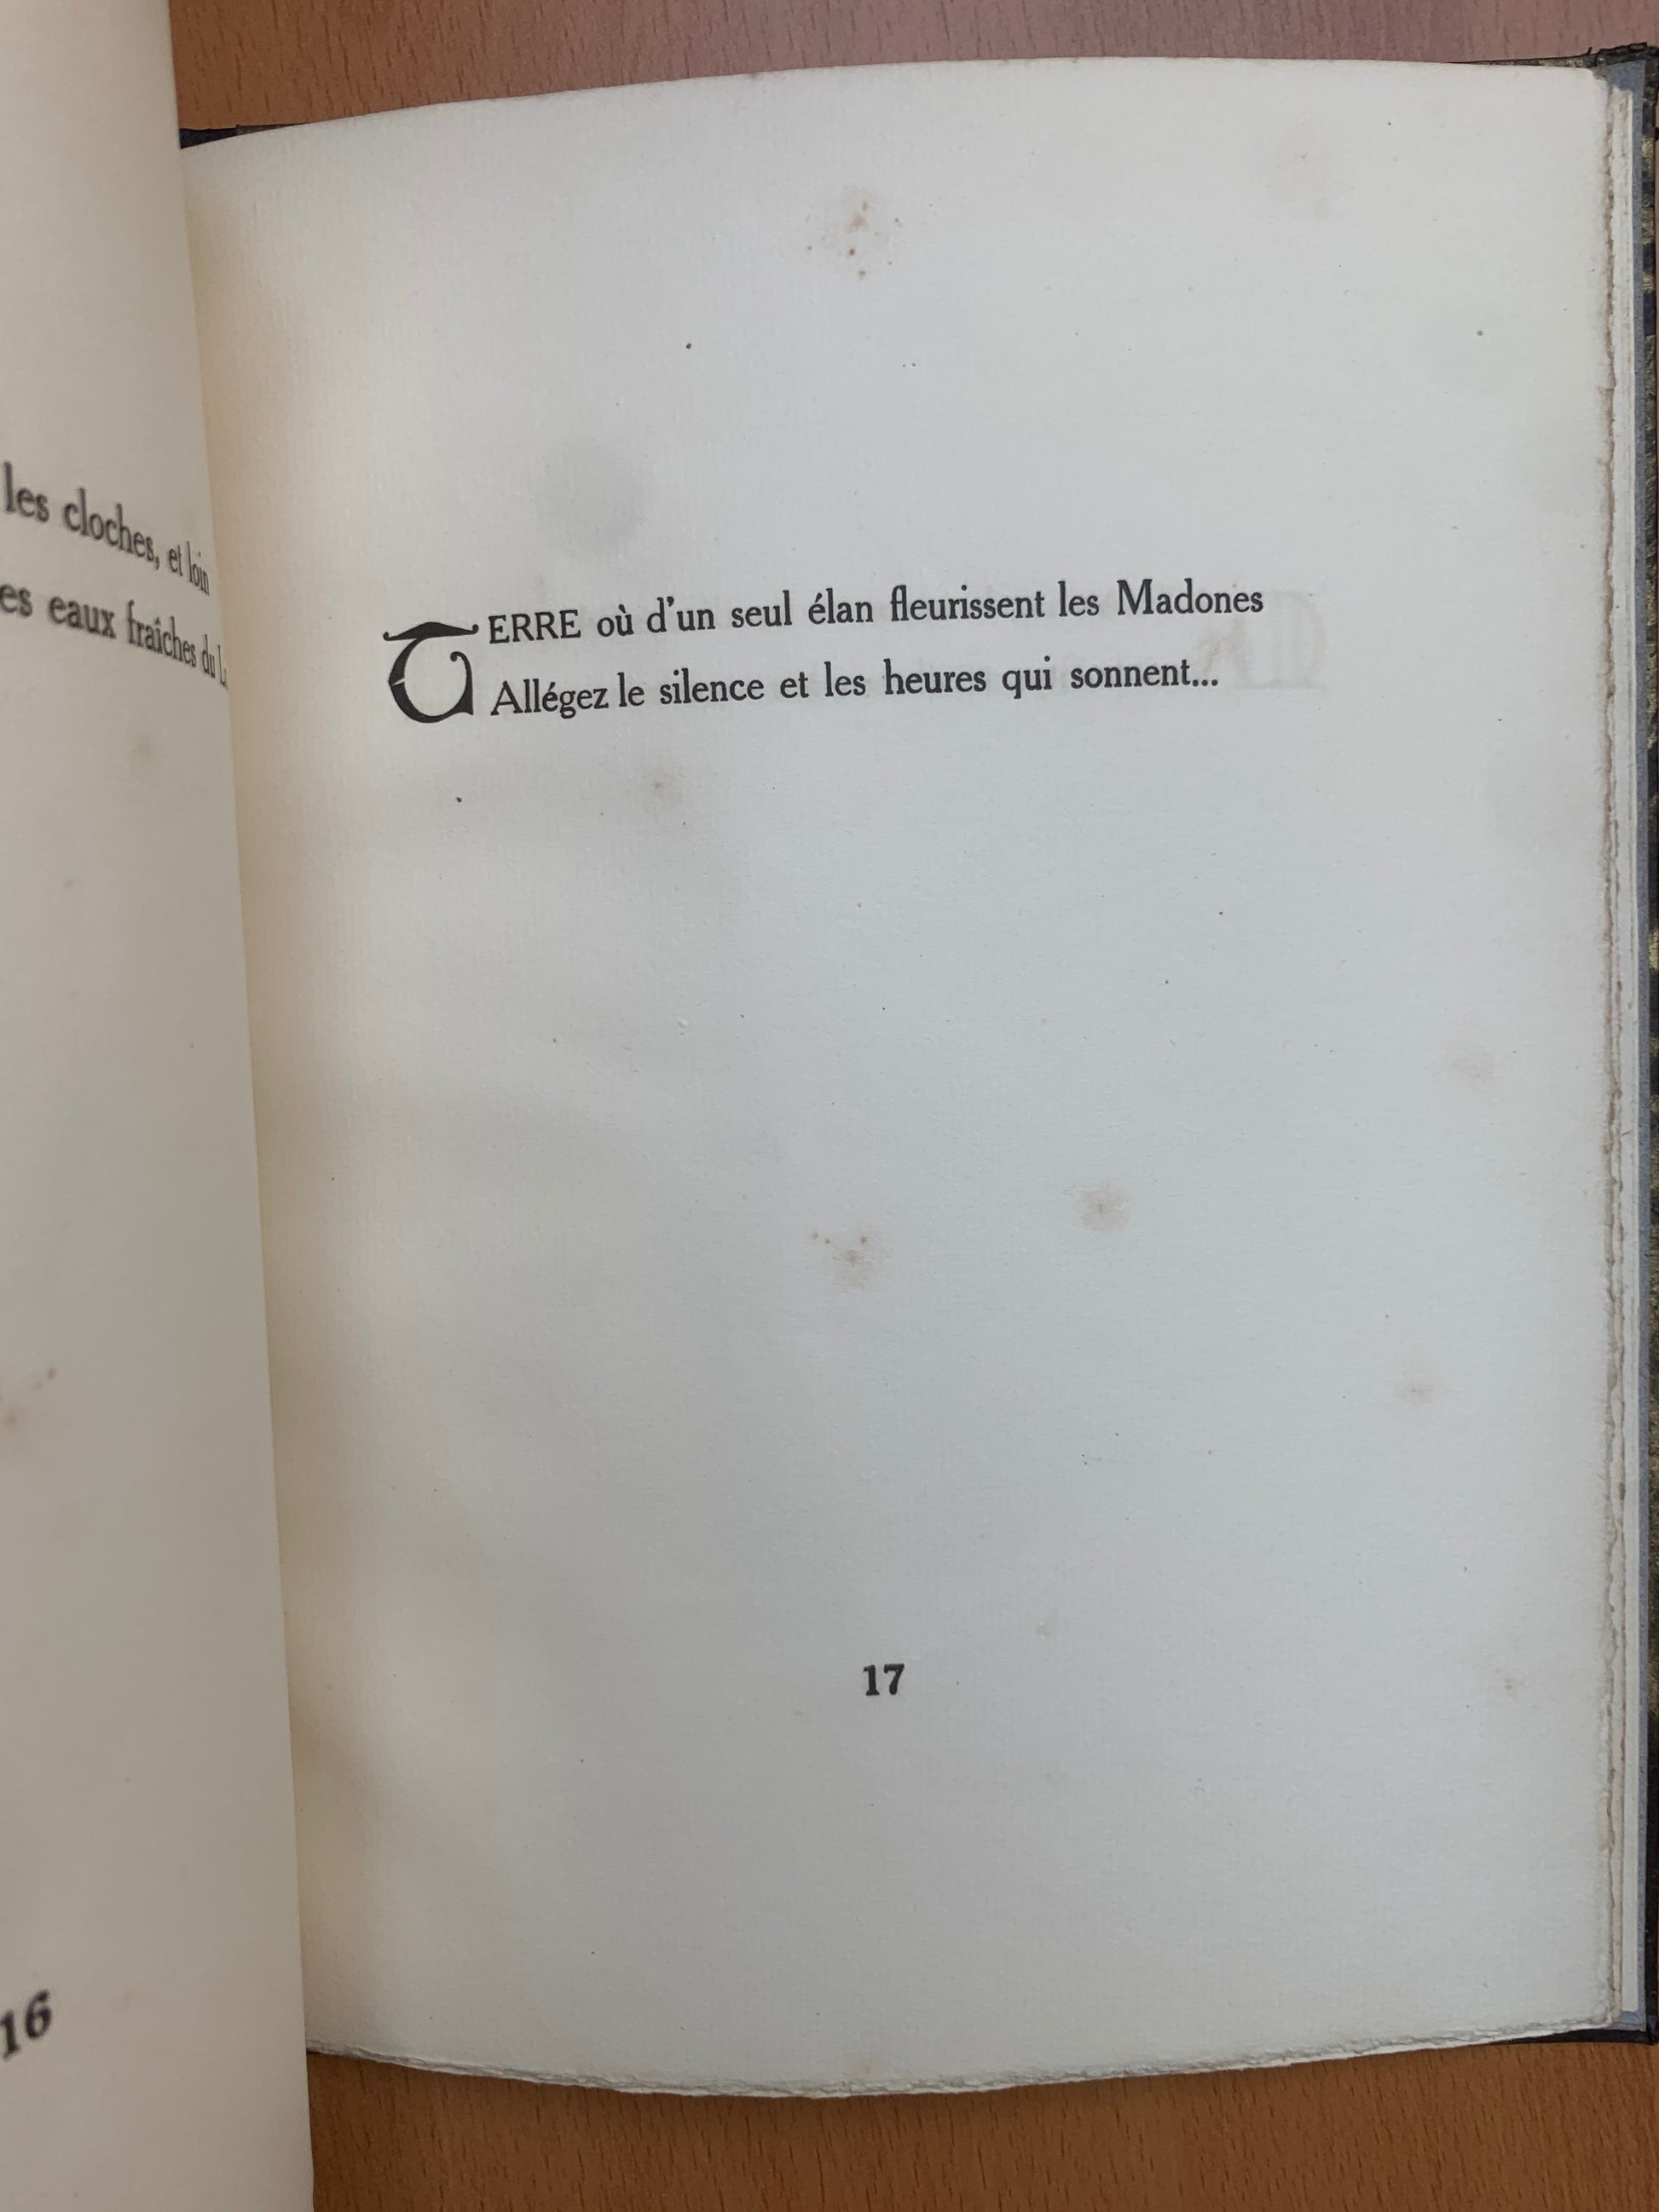 les cloches, et loin
eaux fraîches du
16
TERRE où d'un seul élan fleurissent les Madones
Allégez le silence et les heures qui sonnent...
17